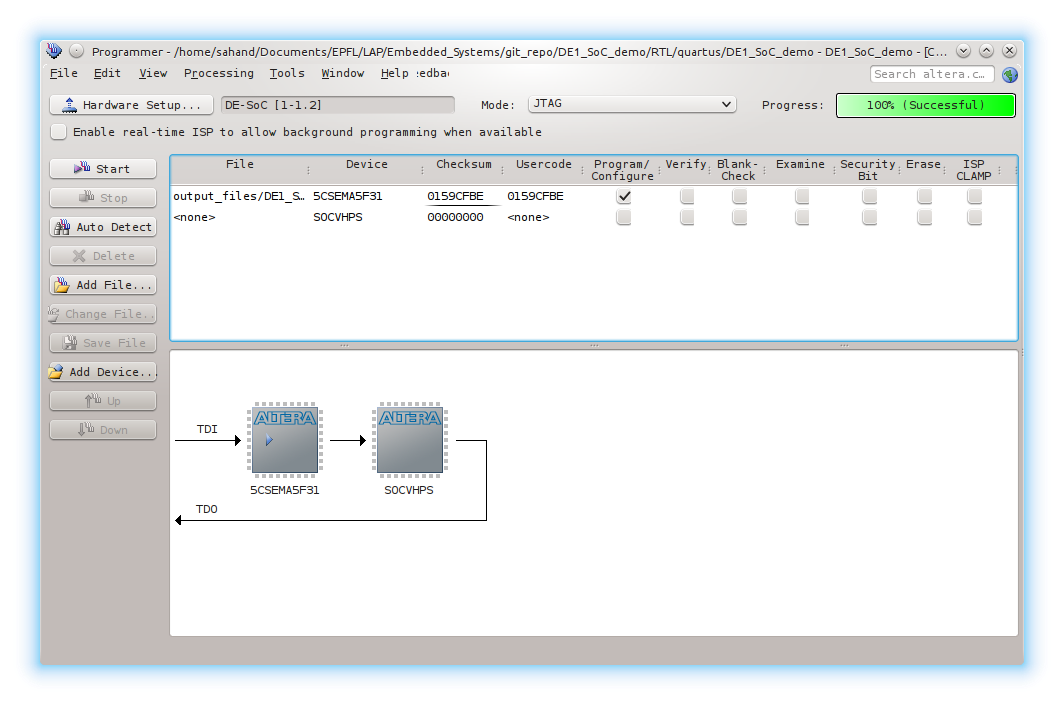 Programmer - /home/sahand/Documents/EPFL/LAP/Embedded_Systems/git_repo/DE1_SoC_demo/RTL/quartus/DE1_SoC_demo - DE1_SoC_demo - [C...
File Edit View Processing Tools Window Help :edba
Search altera.c...
Hardware Setup... DE-SoC [1-1.2] Mode: JTAG Progress: 100% (Successful)
Enable real-time ISP to allow background programming when available
Start
Stop
Auto Detect
Delete
Add File...
Change File..
Save File
Add Device...
Up
Down
File Device Checksum Usercode Program/ Verify Blank- Examine Security Erase ISP
Configure Check Bit CLAMP
output_files/DE1_S... 5CSEMA5F31 0159CFBE 0159CFBE
<none> SOCVHPS 00000000 <none>
ALTERA ALTERA
TDI
5CSEMA5F31 SOCVHPS
TDO